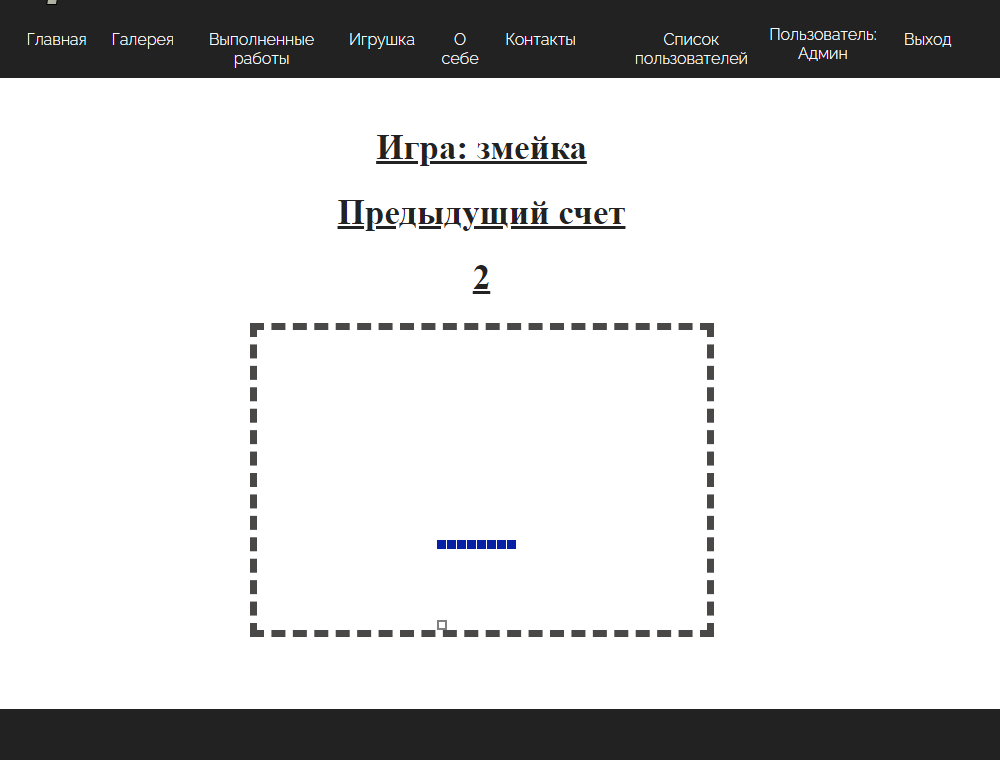 Главная Галерея Выполненные работы Игрушка О себе Контакты Список пользователей Пользователь: Админ Выход
Игра: змейка
Предыдущий счет
2